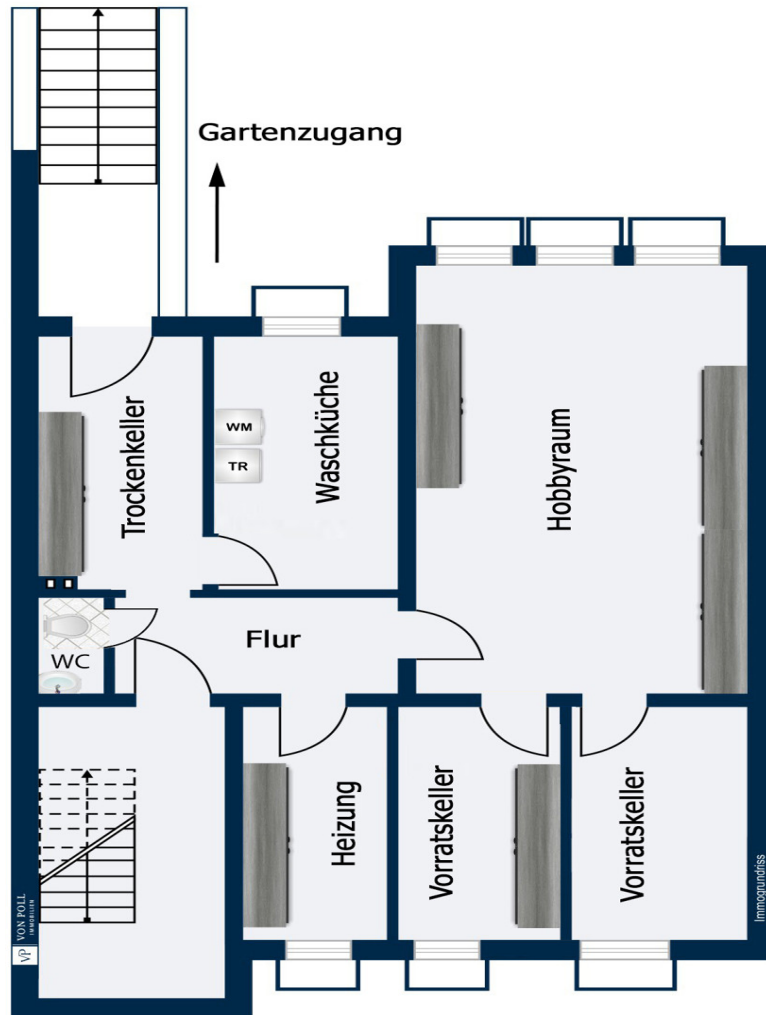 Gartenzugang
Trockenkeller
Waschküche
WM
TR
Hobbyraum
WC
Flur
Heizung
Vorratskeller
Vorratskeller
VP VON POLL
IMMOBILIEN
Immogrundriss